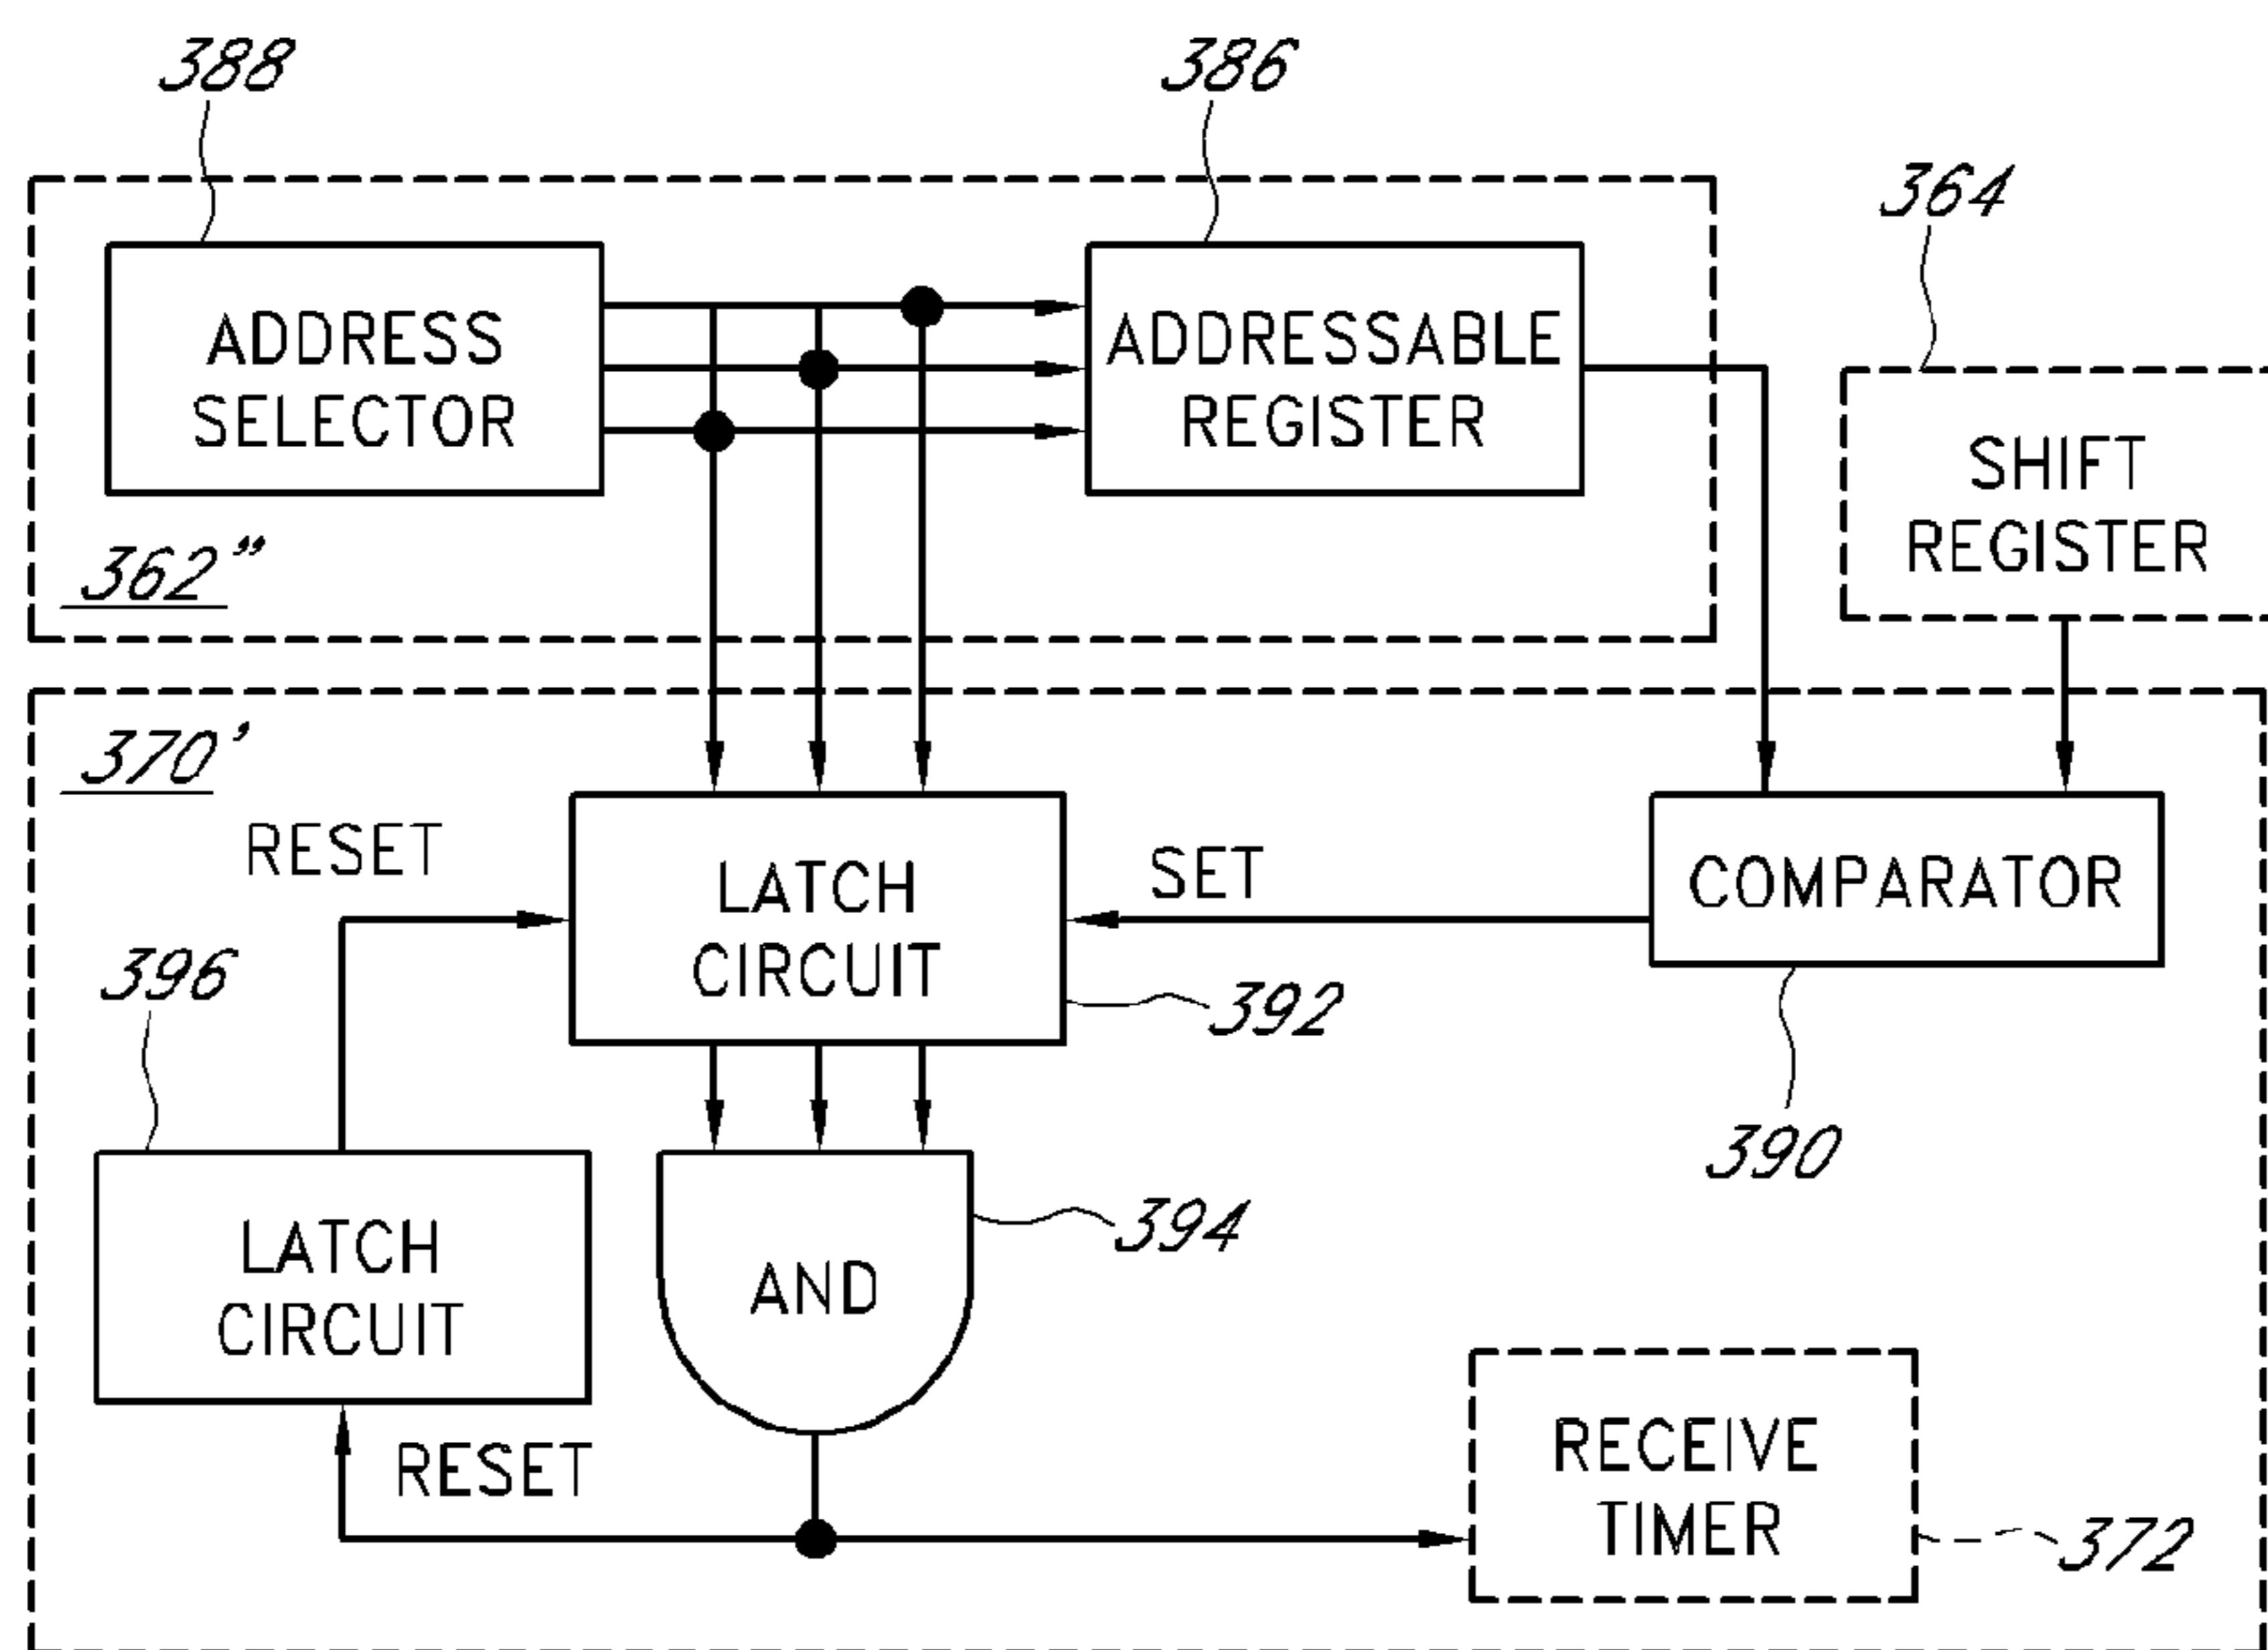 388
386
364
ADDRESS
SELECTOR
ADDRESSABLE
REGISTER
SHIFT
REGISTER
362”
370’
RESET
LATCH
CIRCUIT
SET
COMPARATOR
396
392
390
LATCH
CIRCUIT
AND
394
RESET
RECEIVE
TIMER
372